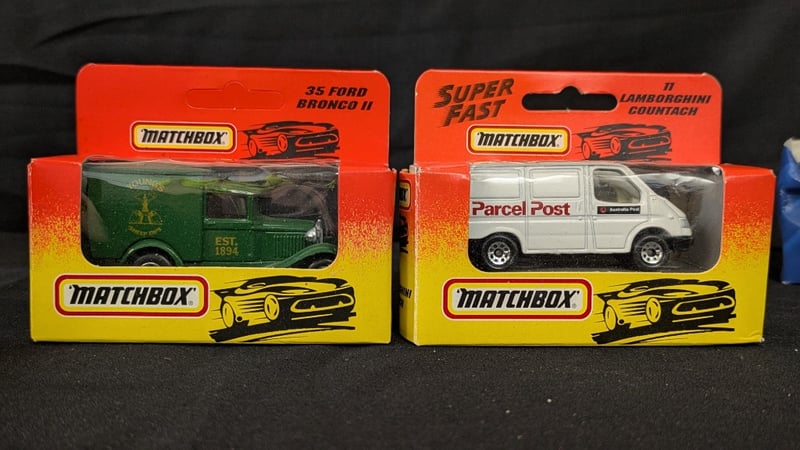 35 FORD
BRONCO II
MATCHBOX
YOUNGS
EST.
1894
MATCHBOX
SUPER
FAST
11
LAMBORGHINI
COUNTACH
MATCHBOX
Parcel Post
Australia Post
MATCHBOX